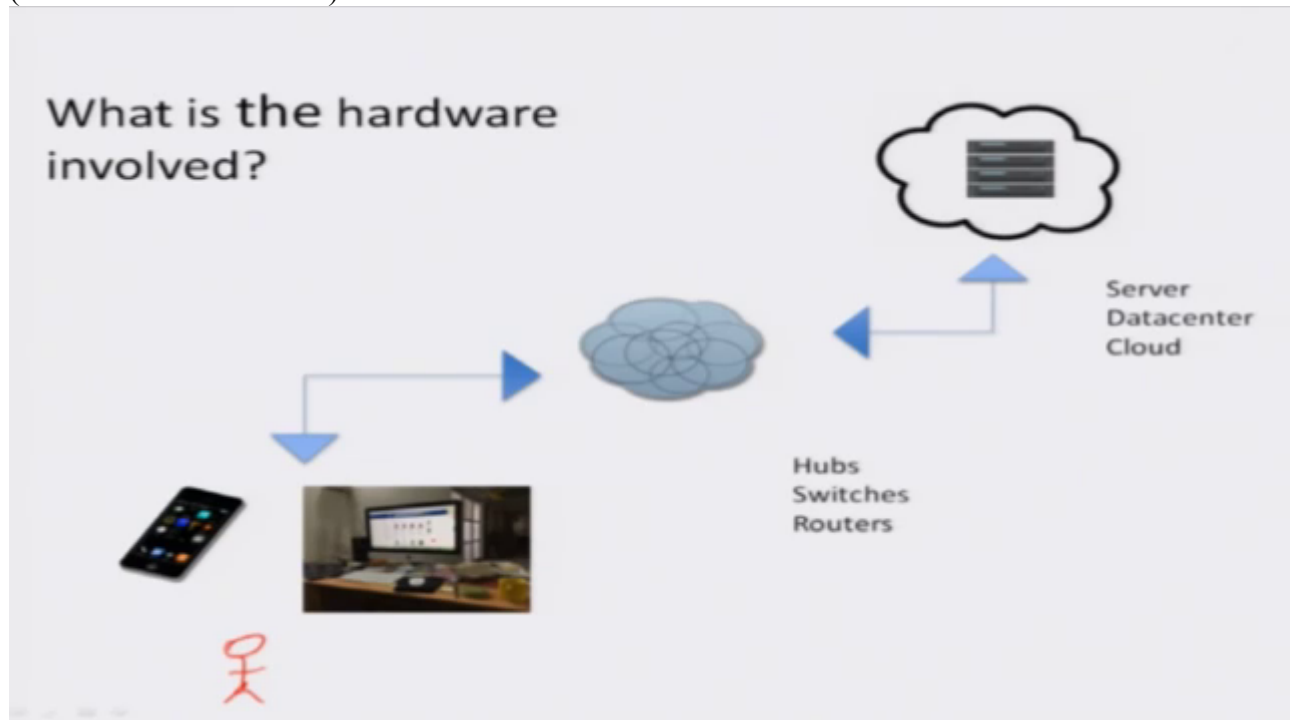 What is the hardware
involved?
Server
Datacenter
Cloud
Hubs
Switches
Routers